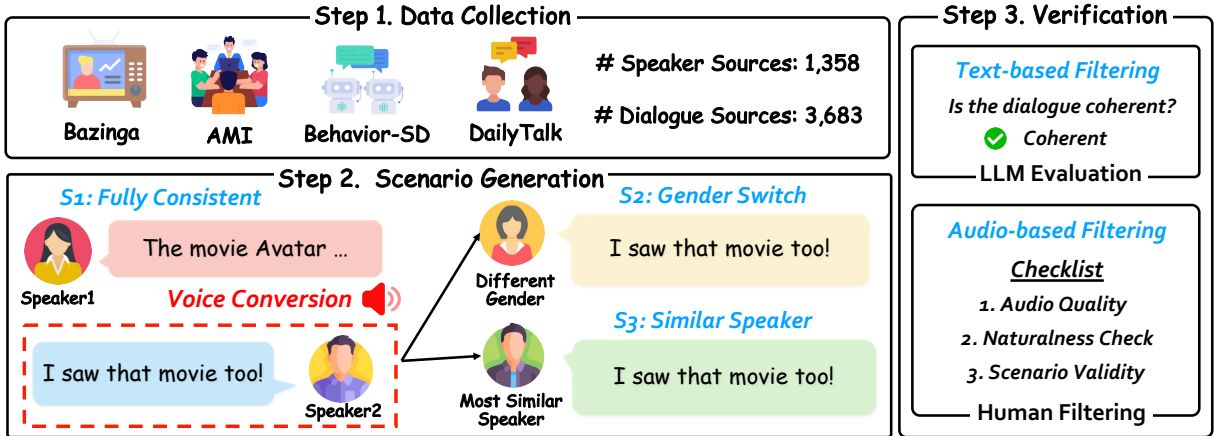 Step 1. Data Collection
Bazinga
AMI
Behavior-SD
DailyTalk
# Speaker Sources: 1,358
# Dialogue Sources: 3,683
Step 2. Scenario Generation
S1: Fully Consistent
The movie Avatar ...
Speaker1
Voice Conversion
I saw that movie too!
Speaker2
S2: Gender Switch
I saw that movie too!
Different
Gender
S3: Similar Speaker
I saw that movie too!
Most Similar
Speaker
Step 3. Verification
Text-based Filtering
Is the dialogue coherent?
Coherent
LLM Evaluation
Audio-based Filtering
Checklist
1. Audio Quality
2. Naturalness Check
3. Scenario Validity
Human Filtering